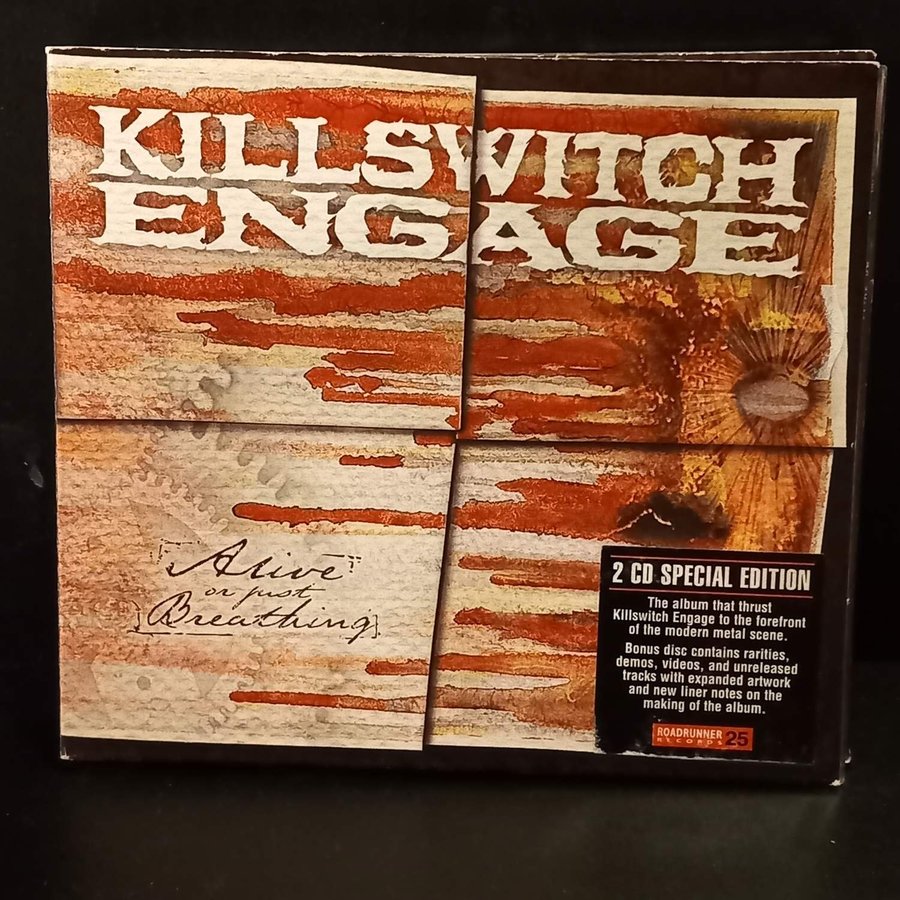 KILLSWITCH
ENGAGE
Alive
or just
Breathing
2 CD SPECIAL EDITION
The album that thrust
Killswitch Engage to the forefront
of the modern metal scene.
Bonus disc contains rarities,
demos, videos, and unreleased
tracks with expanded artwork
and new liner notes on the
making of the album.
ROADRUNNER
RECORDS 25